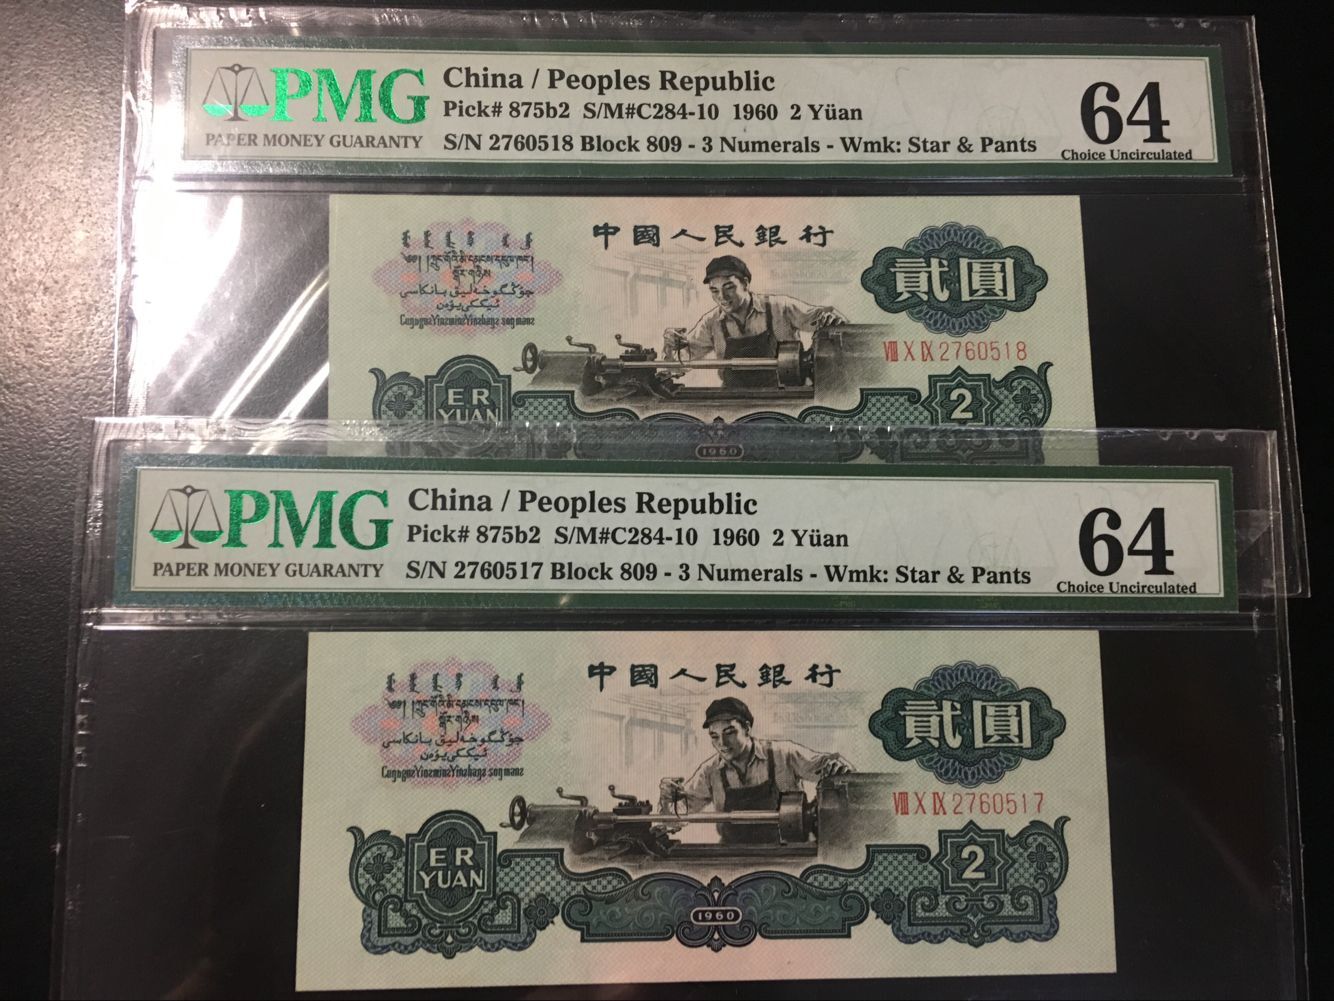 PMG
PAPER MONEY GUARANTY
China / Peoples Republic
Pick# 875b2 S/M#C284-10 1960 2 Yüan
S/N 2760518 Block 809 - 3 Numerals - Wmk: Star & Pants
64
Choice Uncirculated
中國人民銀行
貳圓
VIII X IX 2760518
ER
YUAN
2
1960
PMG
PAPER MONEY GUARANTY
China / Peoples Republic
Pick# 875b2 S/M#C284-10 1960 2 Yüan
S/N 2760517 Block 809 - 3 Numerals - Wmk: Star & Pants
64
Choice Uncirculated
中國人民銀行
貳圓
VIII X IX 2760517
ER
YUAN
2
1960